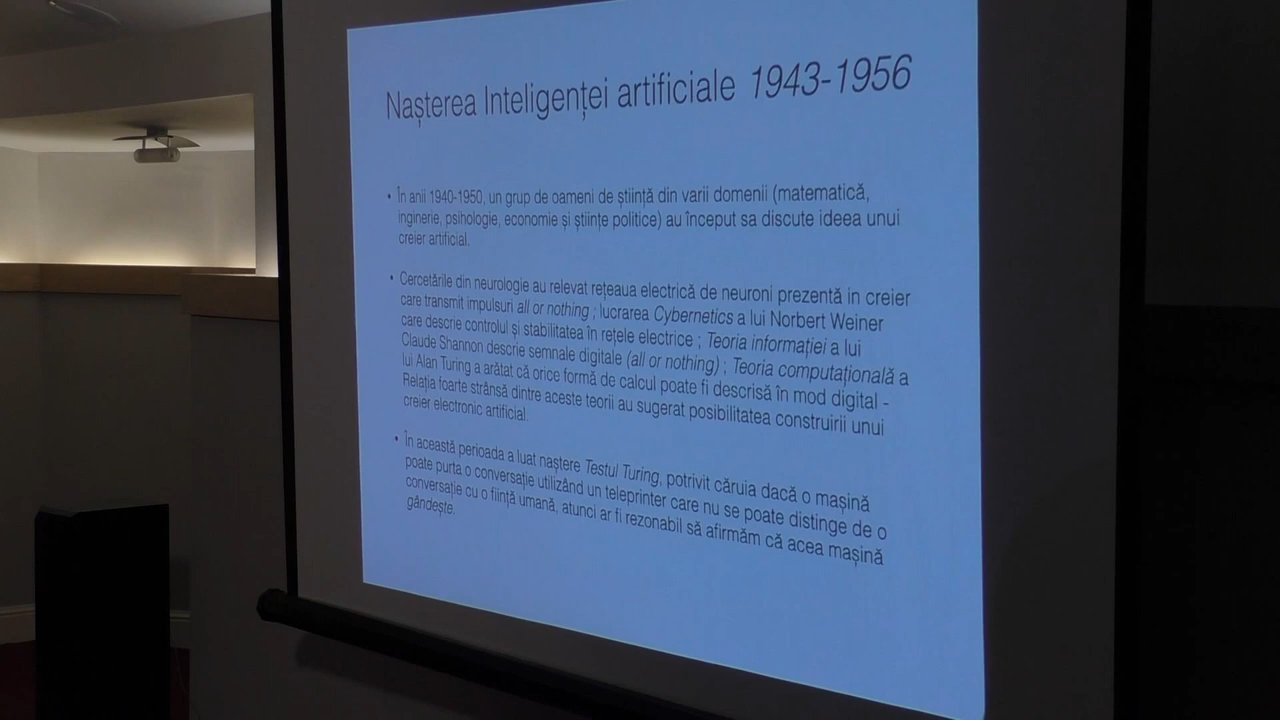 Nașterea Inteligenței artificiale 1943-1956
• În anii 1940-1950, un grup de oameni de știință din varii domenii (matematică,
inginerie, psihologie, economie și științe politice) au început sa discute ideea unui
creier artificial.
• Cercetările din neurologie au relevat rețeaua electrică de neuroni prezentă in creier
care transmit impulsuri all or nothing ; lucrarea Cybernetics a lui Norbert Weiner
care descrie controlul și stabilitatea în rețele electrice ; Teoria informației a lui
Claude Shannon descrie semnale digitale (all or nothing) ; Teoria computațională a
lui Alan Turing a arătat că orice formă de calcul poate fi descrisă în mod digital -
Relația foarte strânsă dintre aceste teorii au sugerat posibilitatea construirii unui
creier electronic artificial.
• În această perioada a luat naștere Testul Turing, potrivit căruia dacă o mașină
poate purta o conversație utilizând un teleprinter care nu se poate distinge de o
conversație cu o ființă umană, atunci ar fi rezonabil să afirmăm că acea mașină
gândește.